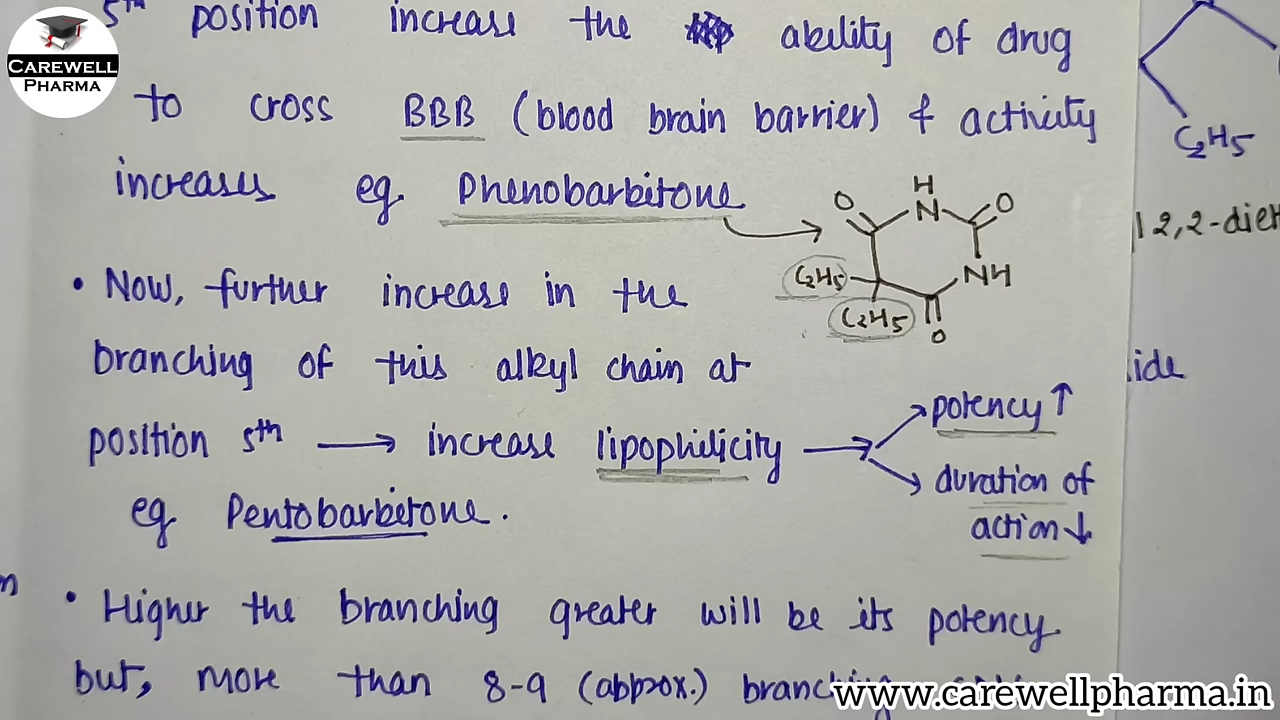 CAREWELL
PHARMA
5th position increase the ability of drug
to cross BBB (blood brain barrier) & activity
increases eg. Phenobarbitone
H
O N O
C2H5 NH
C2H5
O
• Now, further increase in the
branching of this alkyl chain at
position 5th → increase lipophilicity → potency ↑
duration of
action ↓
eg Pentobarbitone.
• Higher the branching greater will be its potency
but, more than 8-9 (approx.) branching
C2H5
1 2,2-diet
ide
www.carewellpharma.in